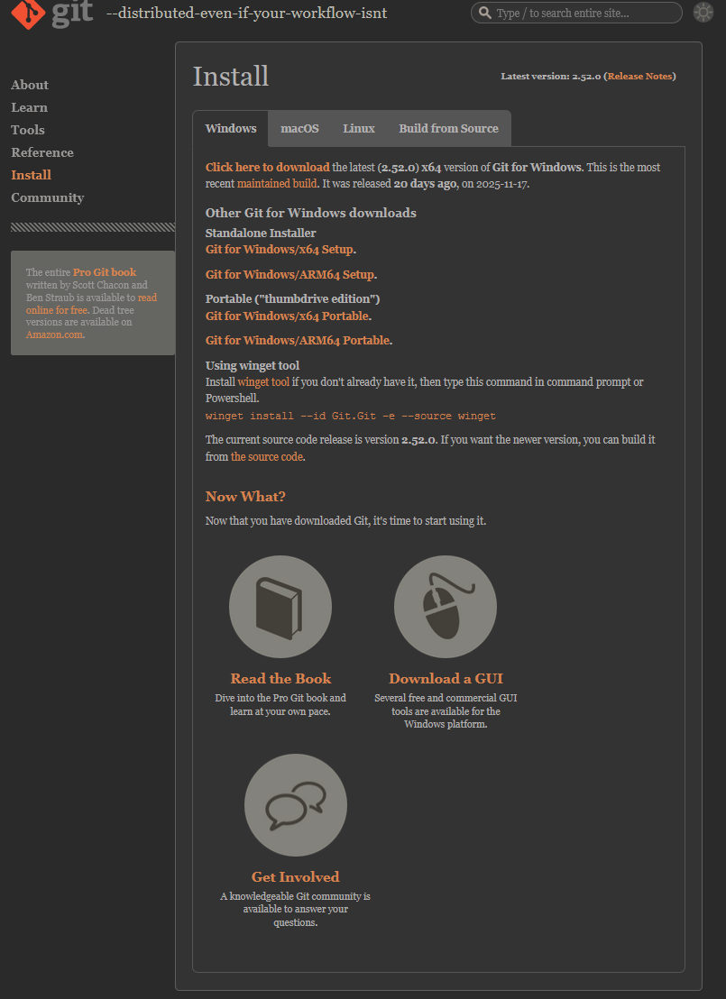 git --distributed-even-if-your-workflow-isnt
Type / to search entire site...
About
Learn
Tools
Reference
Install
Community
The entire Pro Git book
written by Scott Chacon and
Ben Straub is available to read
online for free. Dead tree
versions are available on
Amazon.com.
Install
Latest version: 2.52.0 (Release Notes)
Windows macOS Linux Build from Source
Click here to download the latest (2.52.0) x64 version of Git for Windows. This is the most
recent maintained build. It was released 20 days ago, on 2025-11-17.
Other Git for Windows downloads
Standalone Installer
Git for Windows/x64 Setup.
Git for Windows/ARM64 Setup.
Portable ("thumbdrive edition")
Git for Windows/x64 Portable.
Git for Windows/ARM64 Portable.
Using winget tool
Install winget tool if you don't already have it, then type this command in command prompt or
Powershell.
winget install --id Git.Git -e --source winget
The current source code release is version 2.52.0. If you want the newer version, you can build it
from the source code.
Now What?
Now that you have downloaded Git, it's time to start using it.
Read the Book
Dive into the Pro Git book and
learn at your own pace.
Download a GUI
Several free and commercial GUI
tools are available for the
Windows platform.
Get Involved
A knowledgeable Git community is
available to answer your
questions.